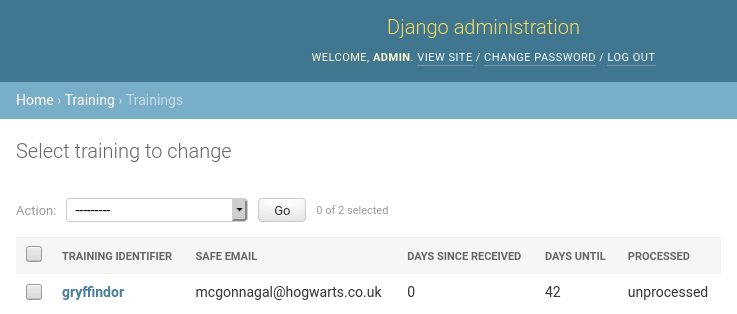 Django administration
WELCOME, ADMIN. VIEW SITE / CHANGE PASSWORD / LOG OUT
Home › Training › Trainings
Select training to change
Action: --------- Go 0 of 2 selected
TRAINING IDENTIFIER SAFE EMAIL DAYS SINCE RECEIVED DAYS UNTIL PROCESSED
gryffindor mcgonnagal@hogwarts.co.uk 0 42 unprocessed